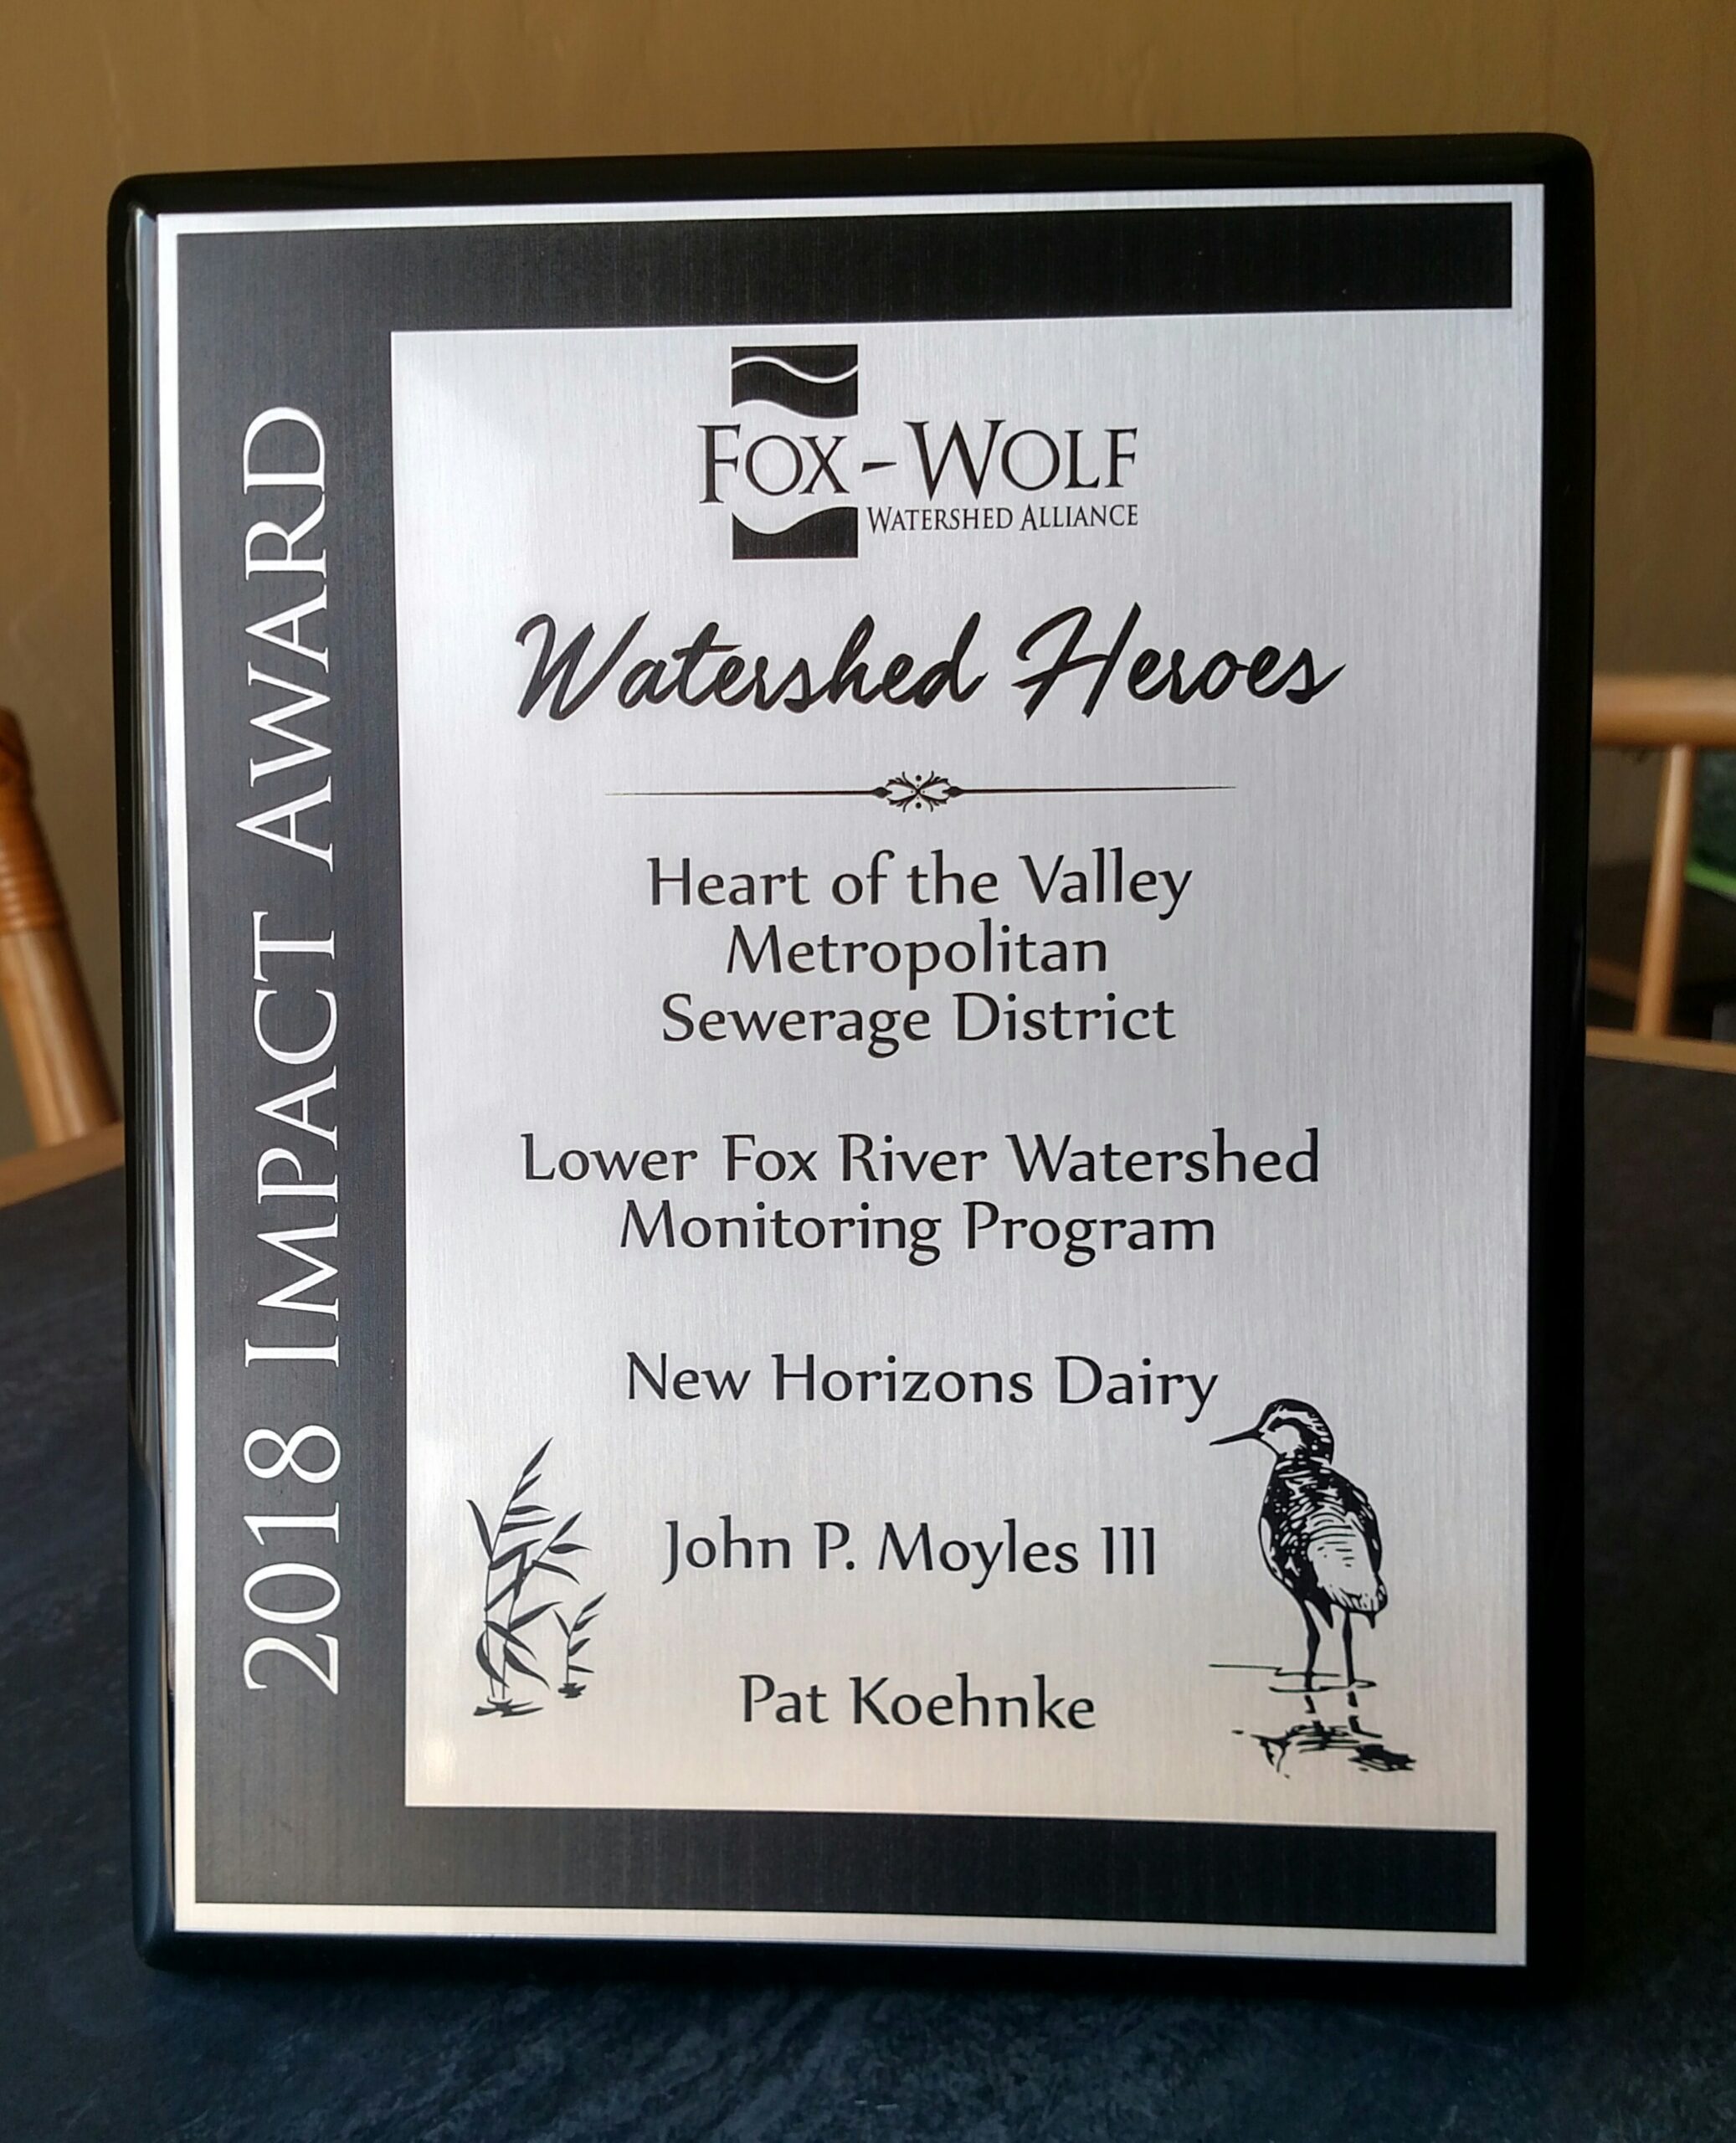 2018 IMPACT AWARD
FOX-WOLF
WATERSHED ALLIANCE
Watershed Heroes
Heart of the Valley
Metropolitan
Sewerage District
Lower Fox River Watershed
Monitoring Program
New Horizons Dairy
John P. Moyles III
Pat Koehnke